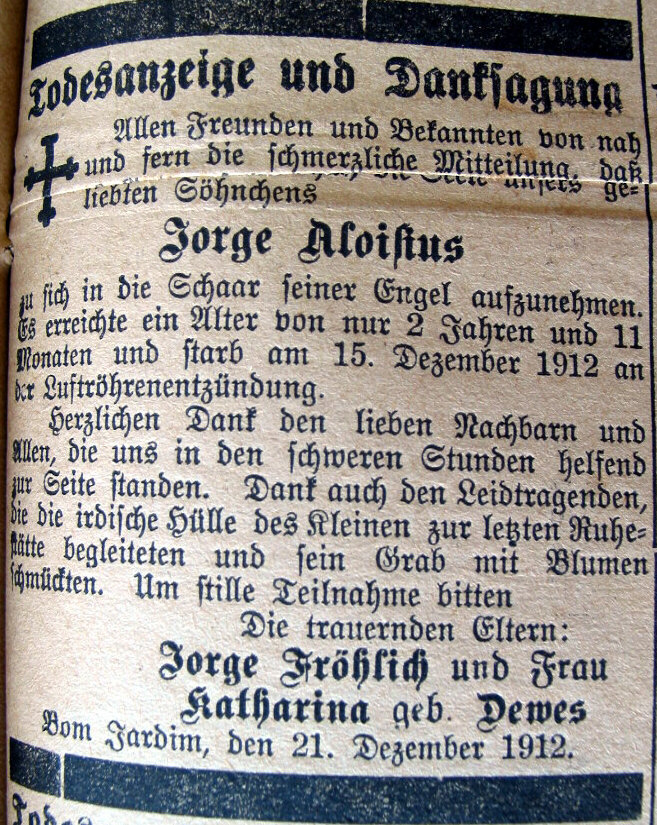 Todesanzeige und Danksagung
Allen Freunden und Bekannten von nah
und fern die schmerzliche Mitteilung, daß
die Seele unsers ge-
liebten Söhnchens
Jorge Aloisius
zu sich in die Schaar seiner Engel aufzunehmen.
Es erreichte ein Alter von nur 2 Jahren und 11
Monaten und starb am 15. Dezember 1912 an
der Luftröhrenentzündung.
Herzlichen Dank den lieben Nachbarn und
Allen, die uns in den schweren Stunden helfend
zur Seite standen. Dank auch den Leidtragenden,
die die irdische Hülle des Kleinen zur letzten Ruhe-
stätte begleiteten und sein Grab mit Blumen
schmückten. Um stille Teilnahme bitten
Die trauernden Eltern:
Jorge Fröhlich und Frau
Katharina geb. Dewes
Bom Jardim, den 21. Dezember 1912.